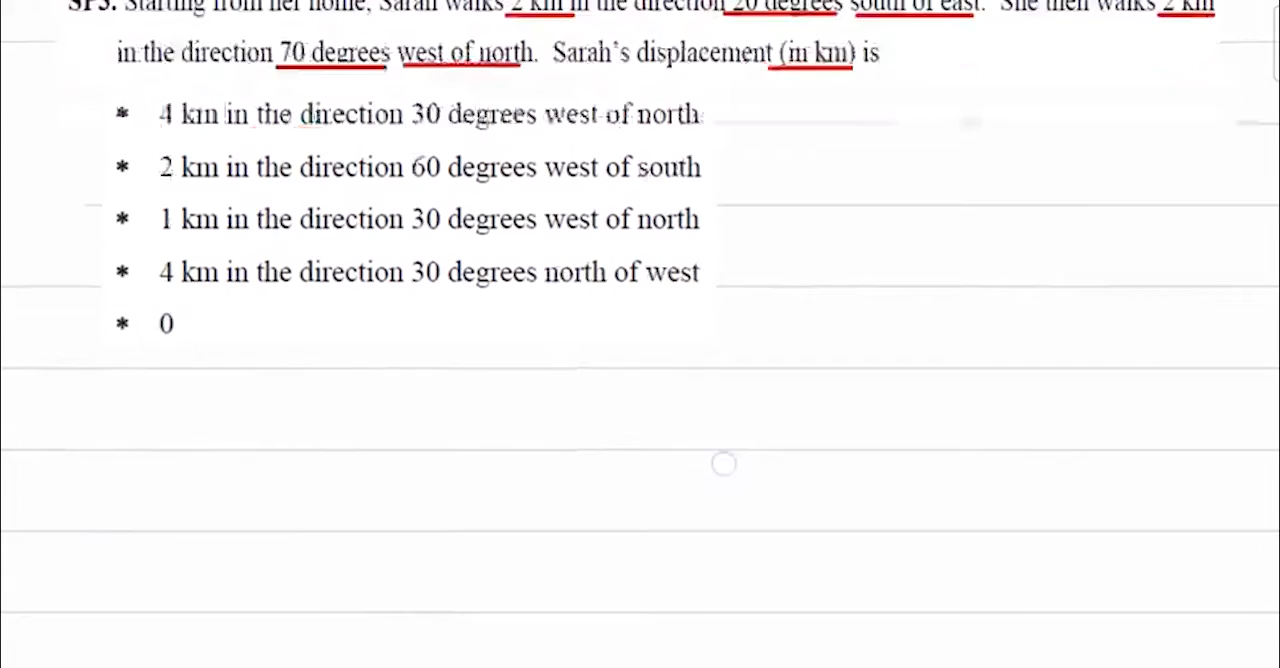 SP3. Starting from her home, Sarah walks 2 km in the direction 20 degrees south of east. She then walks 2 km
in the direction 70 degrees west of north. Sarah's displacement (in km) is
* 4 km in the direction 30 degrees west of north
* 2 km in the direction 60 degrees west of south
* 1 km in the direction 30 degrees west of north
* 4 km in the direction 30 degrees north of west
* 0